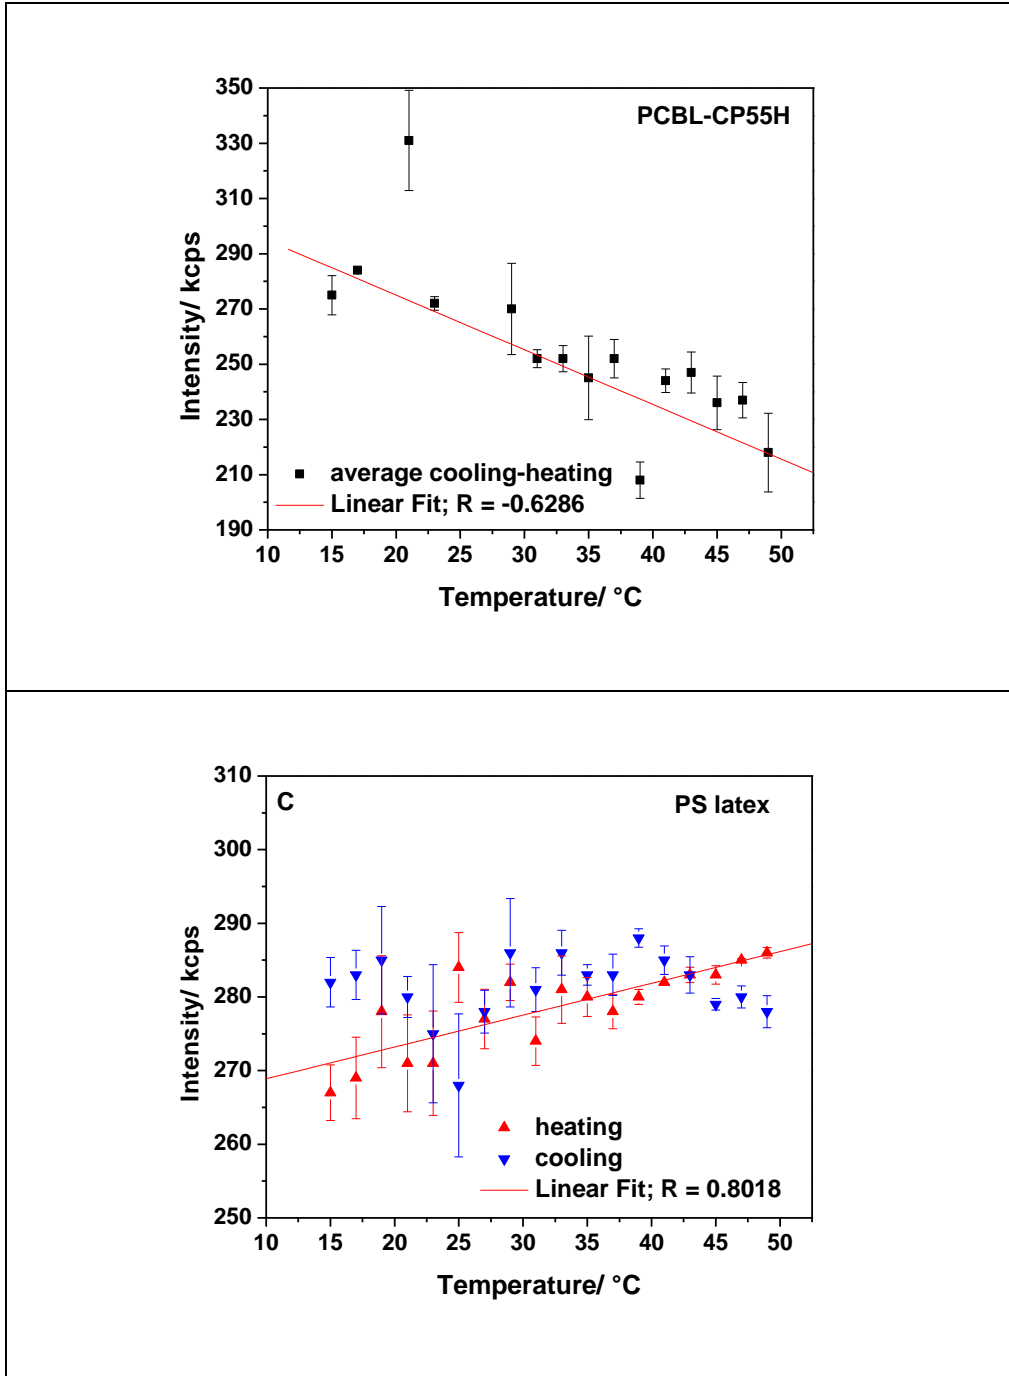 PCBL-CP55H
350
330
310
290
270
250
230
210
190
Intensity/ kcps
average cooling-heating
Linear Fit; R = -0.6286
10 15 20 25 30 35 40 45 50
Temperature/ °C
C
PS latex
310
300
290
280
270
260
250
Intensity/ kcps
heating
cooling
Linear Fit; R = 0.8018
10 15 20 25 30 35 40 45 50
Temperature/ °C